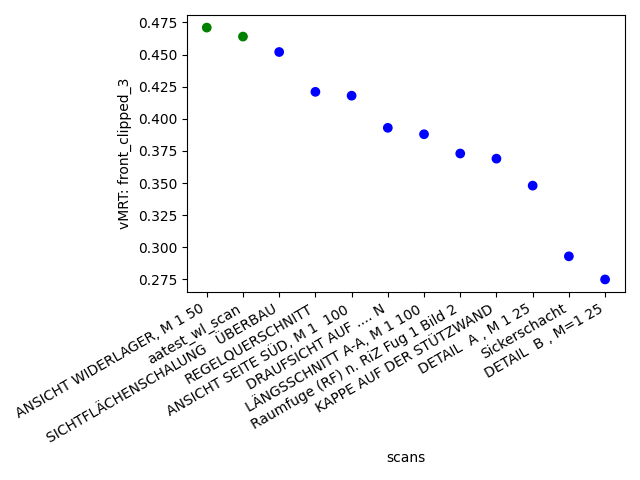 0.475
0.450
0.425
0.400
0.375
0.350
0.325
0.300
0.275
vMRT: front_clipped_3
ANSICHT WIDERLAGER, M 1 50
aatest_wl_scan
SICHTFLÄCHENSCHALUNG ÜBERBAU
REGELQUERSCHNITT
ANSICHT SEITE SÜD, M 1 100
DRAUFSICHT AUF .... N
LÄNGSSCHNITT A-A, M 1 100
Raumfuge (RF) n. RiZ Fug 1 Bild 2
KAPPE AUF DER STÜTZWAND
DETAIL A , M 1 25
Sickerschacht
DETAIL B , M=1 25
scans